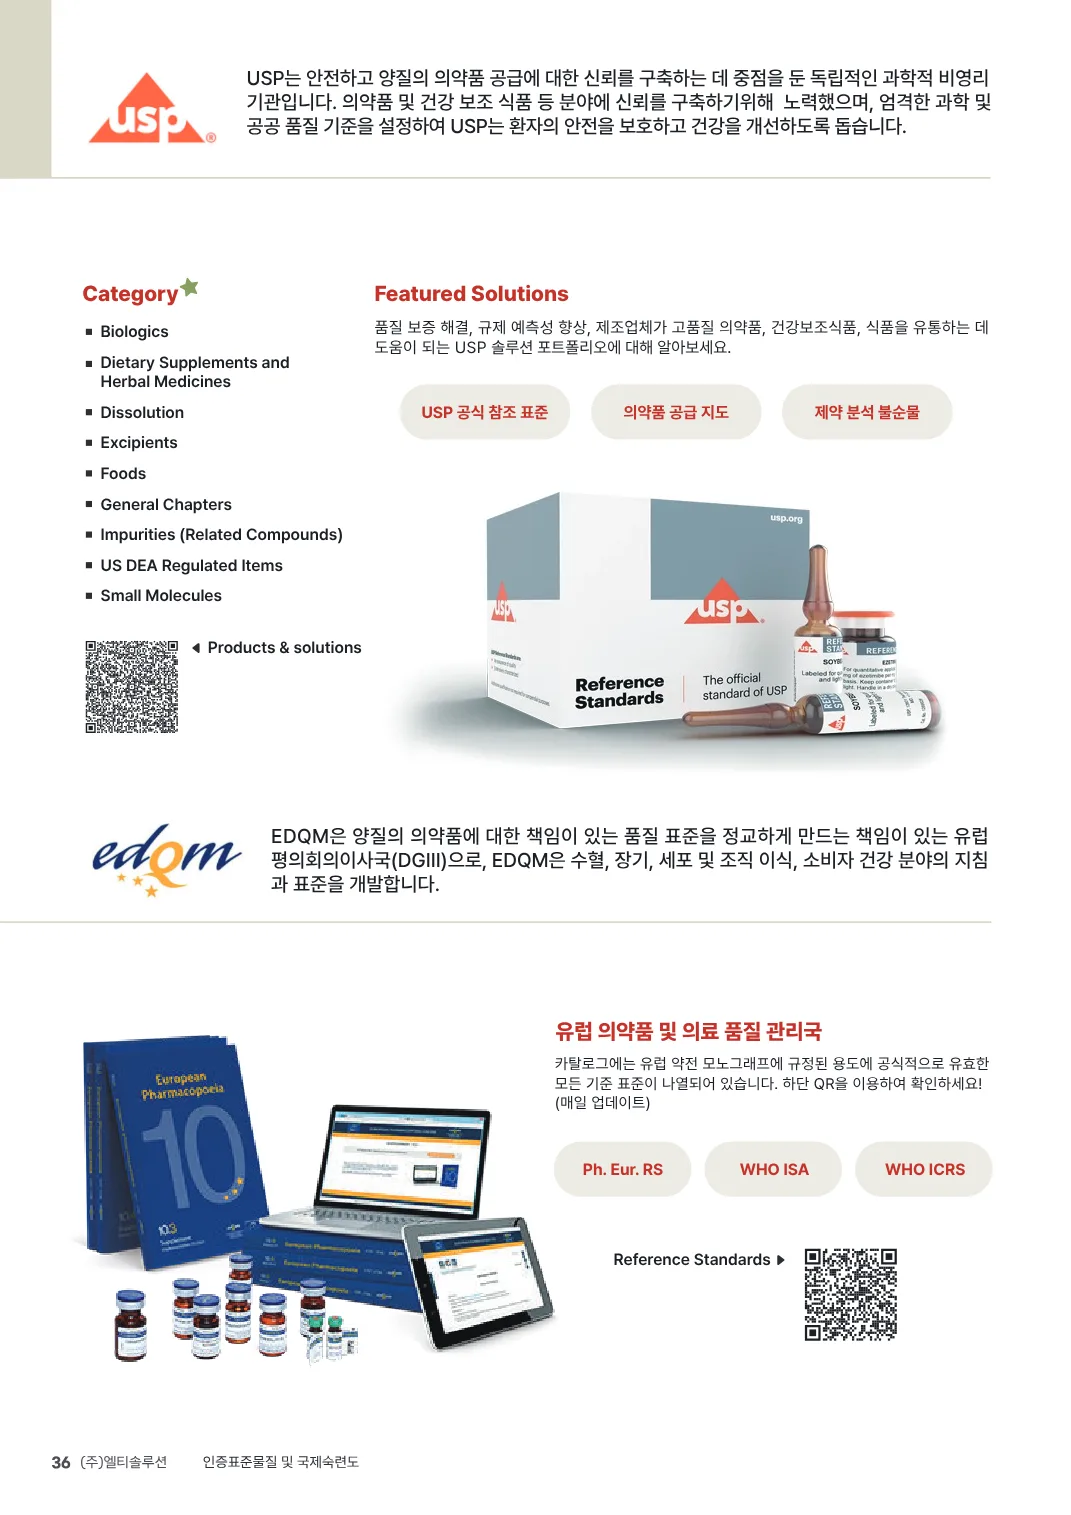 usp®
USP는 안전하고 양질의 의약품 공급에 대한 신뢰를 구축하는 데 중점을 둔 독립적인 과학적 비영리
기관입니다. 의약품 및 건강 보조 식품 등 분야에 신뢰를 구축하기위해 노력했으며, 엄격한 과학 및
공공 품질 기준을 설정하여 USP는 환자의 안전을 보호하고 건강을 개선하도록 돕습니다.
Category
Biologics
Dietary Supplements and
Herbal Medicines
Dissolution
Excipients
Foods
General Chapters
Impurities (Related Compounds)
US DEA Regulated Items
Small Molecules
Products & solutions
Featured Solutions
품질 보증 해결, 규제 예측성 향상, 제조업체가 고품질 의약품, 건강보조식품, 식품을 유통하는 데
도움이 되는 USP 솔루션 포트폴리오에 대해 알아보세요.
USP 공식 참조 표준
의약품 공급 지도
제약 분석 불순물
usp.org
usp
usp
Reference
Standards
The official
standard of USP
edQm
EDQM은 양질의 의약품에 대한 책임이 있는 품질 표준을 정교하게 만드는 책임이 있는 유럽
평의회의이사국(DGIII)으로, EDQM은 수혈, 장기, 세포 및 조직 이식, 소비자 건강 분야의 지침
과 표준을 개발합니다.
European
Pharmacopoeia
10
10.3
유럽 의약품 및 의료 품질 관리국
카탈로그에는 유럽 약전 모노그래프에 규정된 용도에 공식적으로 유효한
모든 기준 표준이 나열되어 있습니다. 하단 QR을 이용하여 확인하세요!
(매일 업데이트)
Ph. Eur. RS
WHO ISA
WHO ICRS
Reference Standards
36 (주)엘티솔루션 인증표준물질 및 국제숙련도